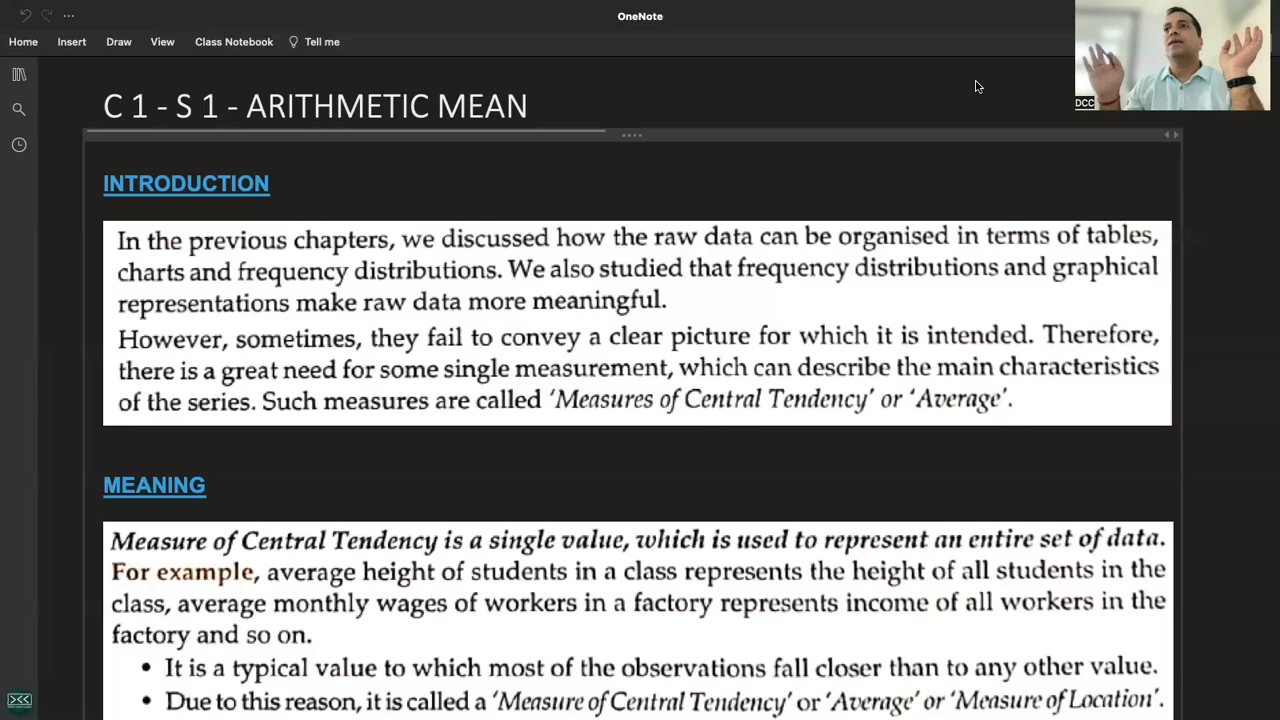 OneNote
Home Insert Draw View Class Notebook Tell me
DCC
C 1 - S 1 - ARITHMETIC MEAN
INTRODUCTION
In the previous chapters, we discussed how the raw data can be organised in terms of tables,
charts and frequency distributions. We also studied that frequency distributions and graphical
representations make raw data more meaningful.
However, sometimes, they fail to convey a clear picture for which it is intended. Therefore,
there is a great need for some single measurement, which can describe the main characteristics
of the series. Such measures are called 'Measures of Central Tendency' or 'Average'.
MEANING
Measure of Central Tendency is a single value, which is used to represent an entire set of data.
For example, average height of students in a class represents the height of all students in the
class, average monthly wages of workers in a factory represents income of all workers in the
factory and so on.
• It is a typical value to which most of the observations fall closer than to any other value.
• Due to this reason, it is called a 'Measure of Central Tendency' or 'Average' or 'Measure of Location'.